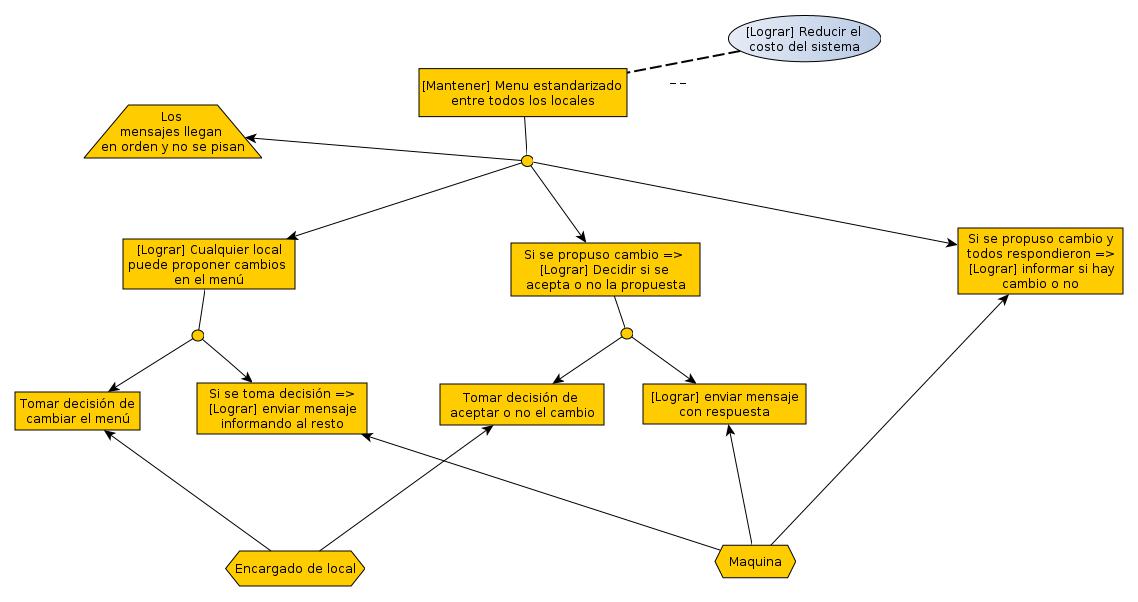 [Lograr] Reducir el
costo del sistema
[Mantener] Menu estandarizado
entre todos los locales
--
Los
mensajes llegan
en orden y no se pisan
[Lograr] Cualquier local
puede proponer cambios
en el menú
Si se propuso cambio =>
[Lograr] Decidir si se
acepta o no la propuesta
Si se propuso cambio y
todos respondieron =>
[Lograr] informar si hay
cambio o no
Tomar decisión de
cambiar el menú
Si se toma decisión =>
[Lograr] enviar mensaje
informando al resto
Tomar decisión de
aceptar o no el cambio
[Lograr] enviar mensaje
con respuesta
Encargado de local
Maquina